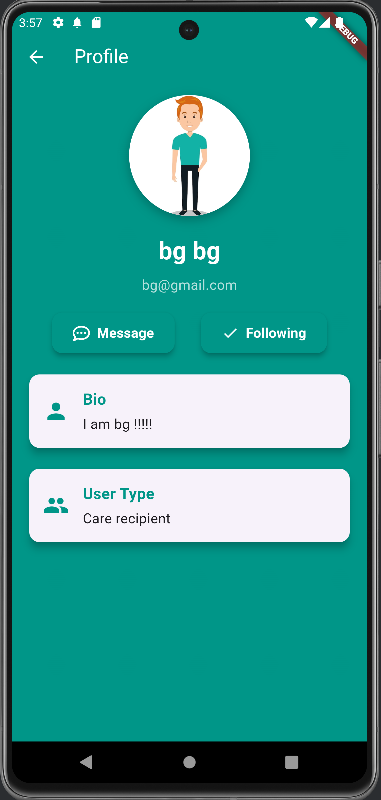 3:57
DEBUG
Profile
bg bg
bg@gmail.com
Message
Following
Bio
I am bg !!!!!
User Type
Care recipient